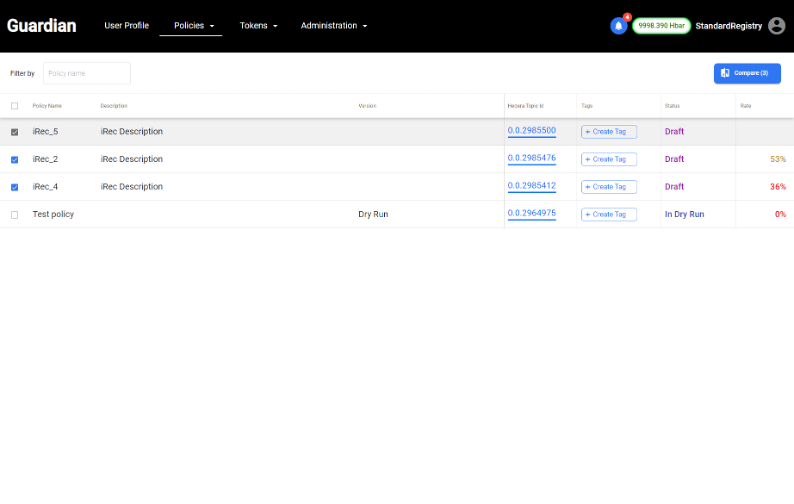 Guardian User Profile Policies Tokens Administration 4 9998.390 Hbar StandardRegistry
Filter by Policy name Compare (3)
Policy Name Description Version Hedera Topic Id Tags Status Rate
iRec_5 iRec Description 0.0.2985500 + Create Tag Draft
iRec_2 iRec Description 0.0.2985476 + Create Tag Draft 53%
iRec_4 iRec Description 0.0.2985412 + Create Tag Draft 36%
Test policy Dry Run 0.0.2964975 + Create Tag In Dry Run 0%